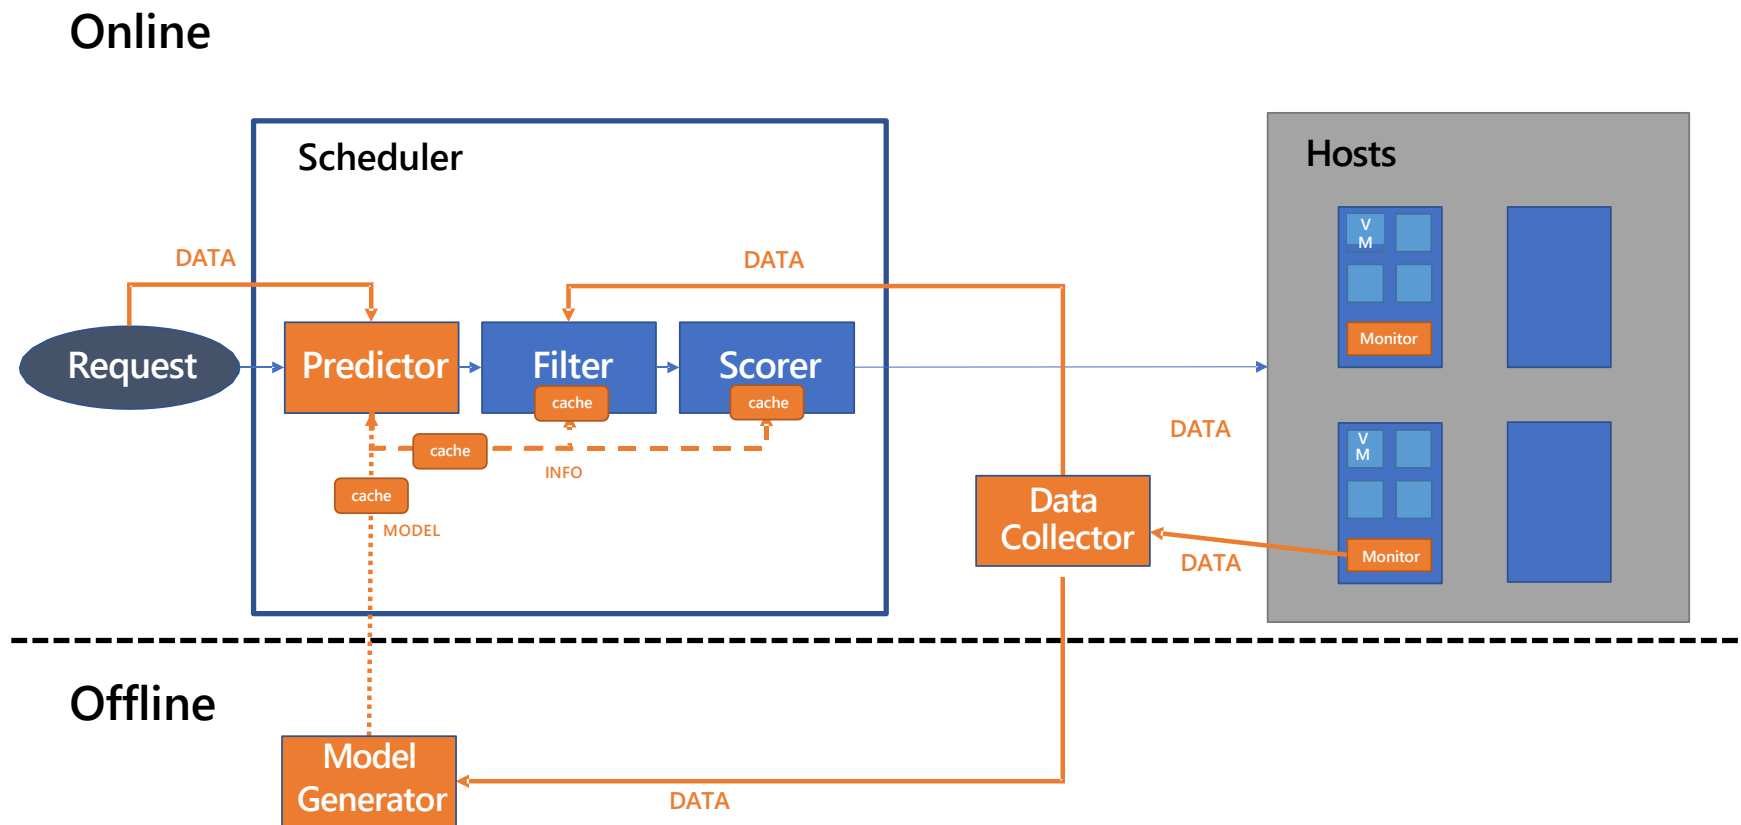 Online
Scheduler
Hosts
V
M
DATA
DATA
Monitor
Request
Predictor
Filter
Scorer
cache
cache
DATA
V
M
cache
INFO
cache
MODEL
Data
Collector
DATA
Monitor
Offline
Model
Generator
DATA